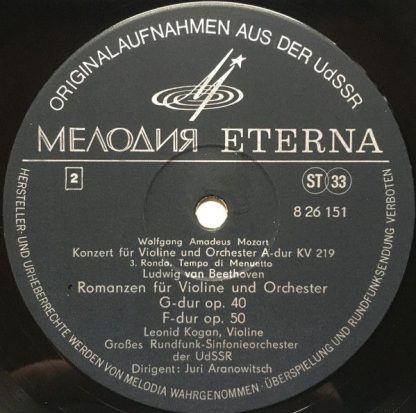 ORIGINALAUFNAHMEN AUS DER UdSSR
МЕЛОДИЯ ETERNA
2
ST 33
8 26 151
Wolfgang Amadeus Mozart
Konzert für Violine und Orchester A-dur KV 219
3. Rondo. Tempo di Menuetto
Ludwig van Beethoven
Romanzen für Violine und Orchester
G-dur op. 40
F-dur op. 50
Leonid Kogan, Violine
Großes Rundfunk-Sinfonieorchester
der UdSSR
Dirigent: Juri Aranowitsch
HERSTELLER- UND URHEBERRECHTE WERDEN VON MELODIA WAHRGENOMMEN · ÜBERSPIELUNG UND RUNDFUNKSENDUNG VERBOTEN